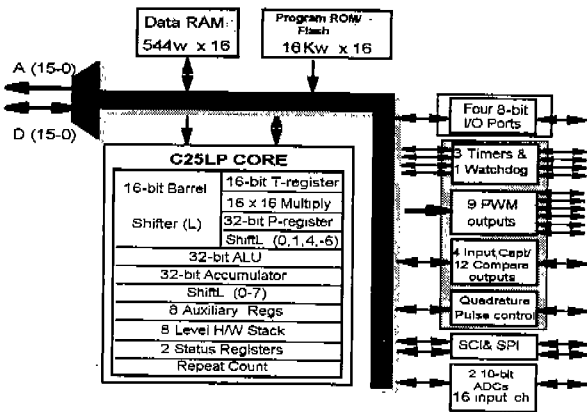 Data RAM
544w x 16
Program ROM/
Flash
16Kw x 16
A (15-0)
D (15-0)
C25LP CORE
16-bit Barrel
Shifter (L)
16-bit T-register
16 x 16 Multiply
32-bit P-register
ShiftL (0,1,4,-6)
32-bit ALU
32-bit Accumulator
ShiftL (0-7)
8 Auxiliary Regs
8 Level H/W Stack
2 Status Registers
Repeat Count
Four 8-bit
I/O Ports
3 Timers &
1 Watchdog
9 PWM
outputs
4 Input,Capt/
12 Compare
outputs
Quadrature
Pulse control
SCI& SPI
2 10-bit
ADCs
16 input ch